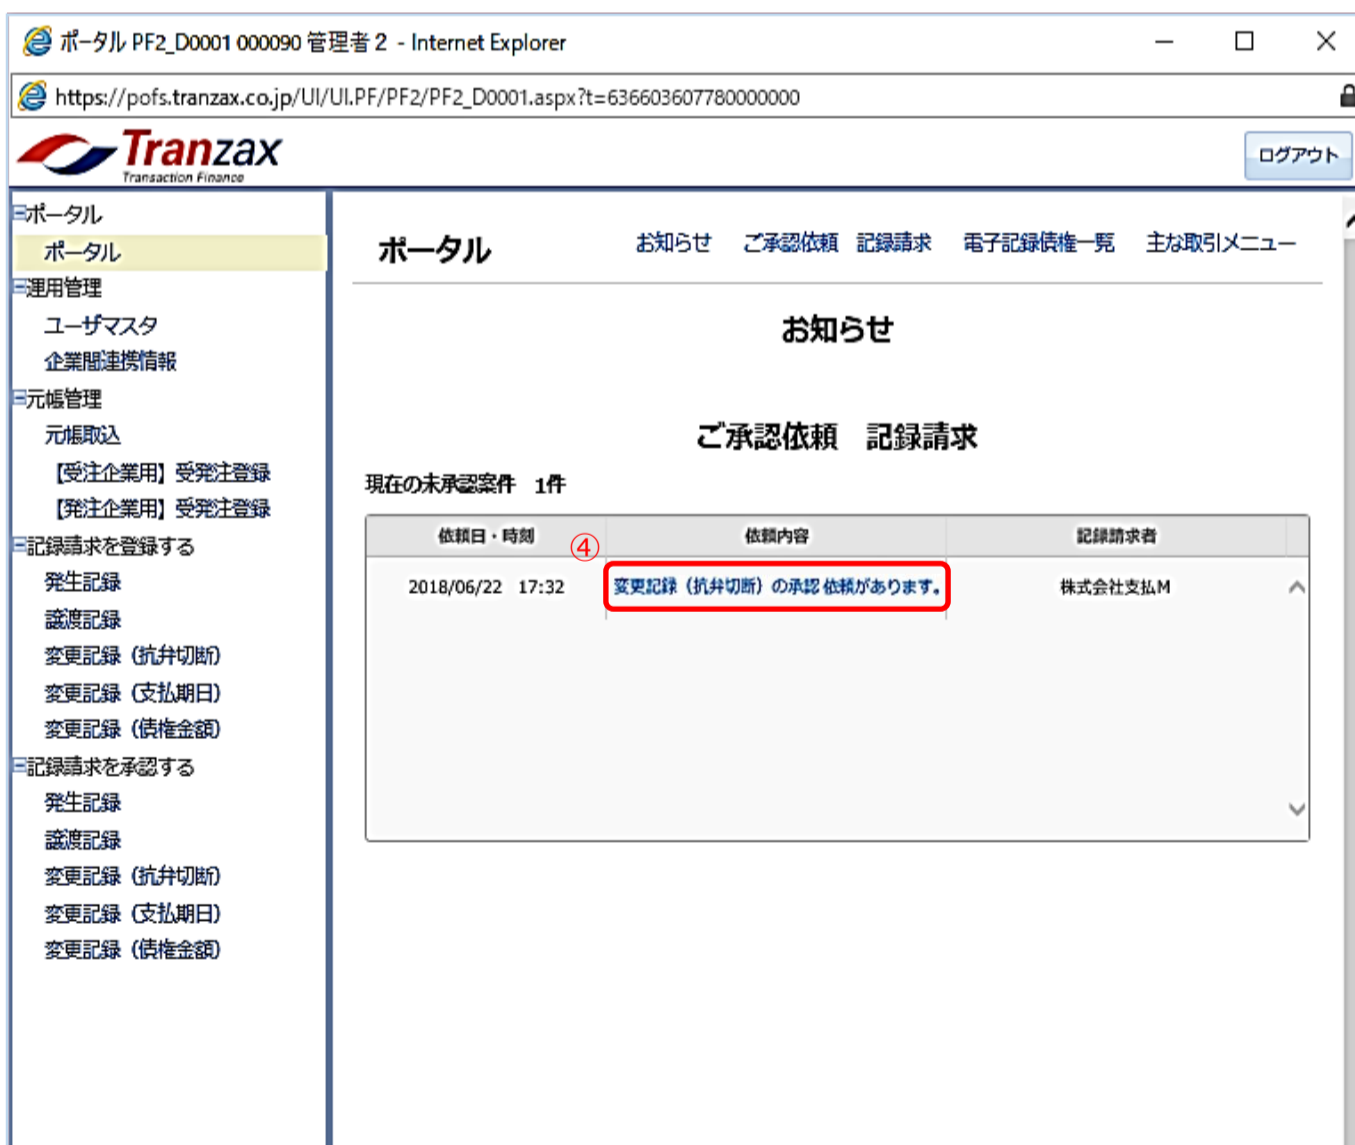 ポータル PF2_D0001 000090 管理者２ - Internet Explorer
https://pofs.tranzax.co.jp/UI/UI.PF/PF2/PF2_D0001.aspx?t=636603607780000000
Tranzax
Transaction Finance
ログアウト
ポータル
ポータル
運用管理
ユーザマスタ
企業間連携情報
元帳管理
元帳取込
【受注企業用】受発注登録
【発注企業用】受発注登録
記録請求を登録する
発生記録
譲渡記録
変更記録（抗弁切断）
変更記録（支払期日）
変更記録（債権金額）
記録請求を承認する
発生記録
譲渡記録
変更記録（抗弁切断）
変更記録（支払期日）
変更記録（債権金額）
ポータル お知らせ ご承認依頼 記録請求 電子記録債権一覧 主な取引メニュー
お知らせ
ご承認依頼 記録請求
現在の未承認案件 1件
依頼日・時刻 依頼内容 記録請求者
④
2018/06/22 17:32 変更記録（抗弁切断）の承認依頼があります。 株式会社支払M